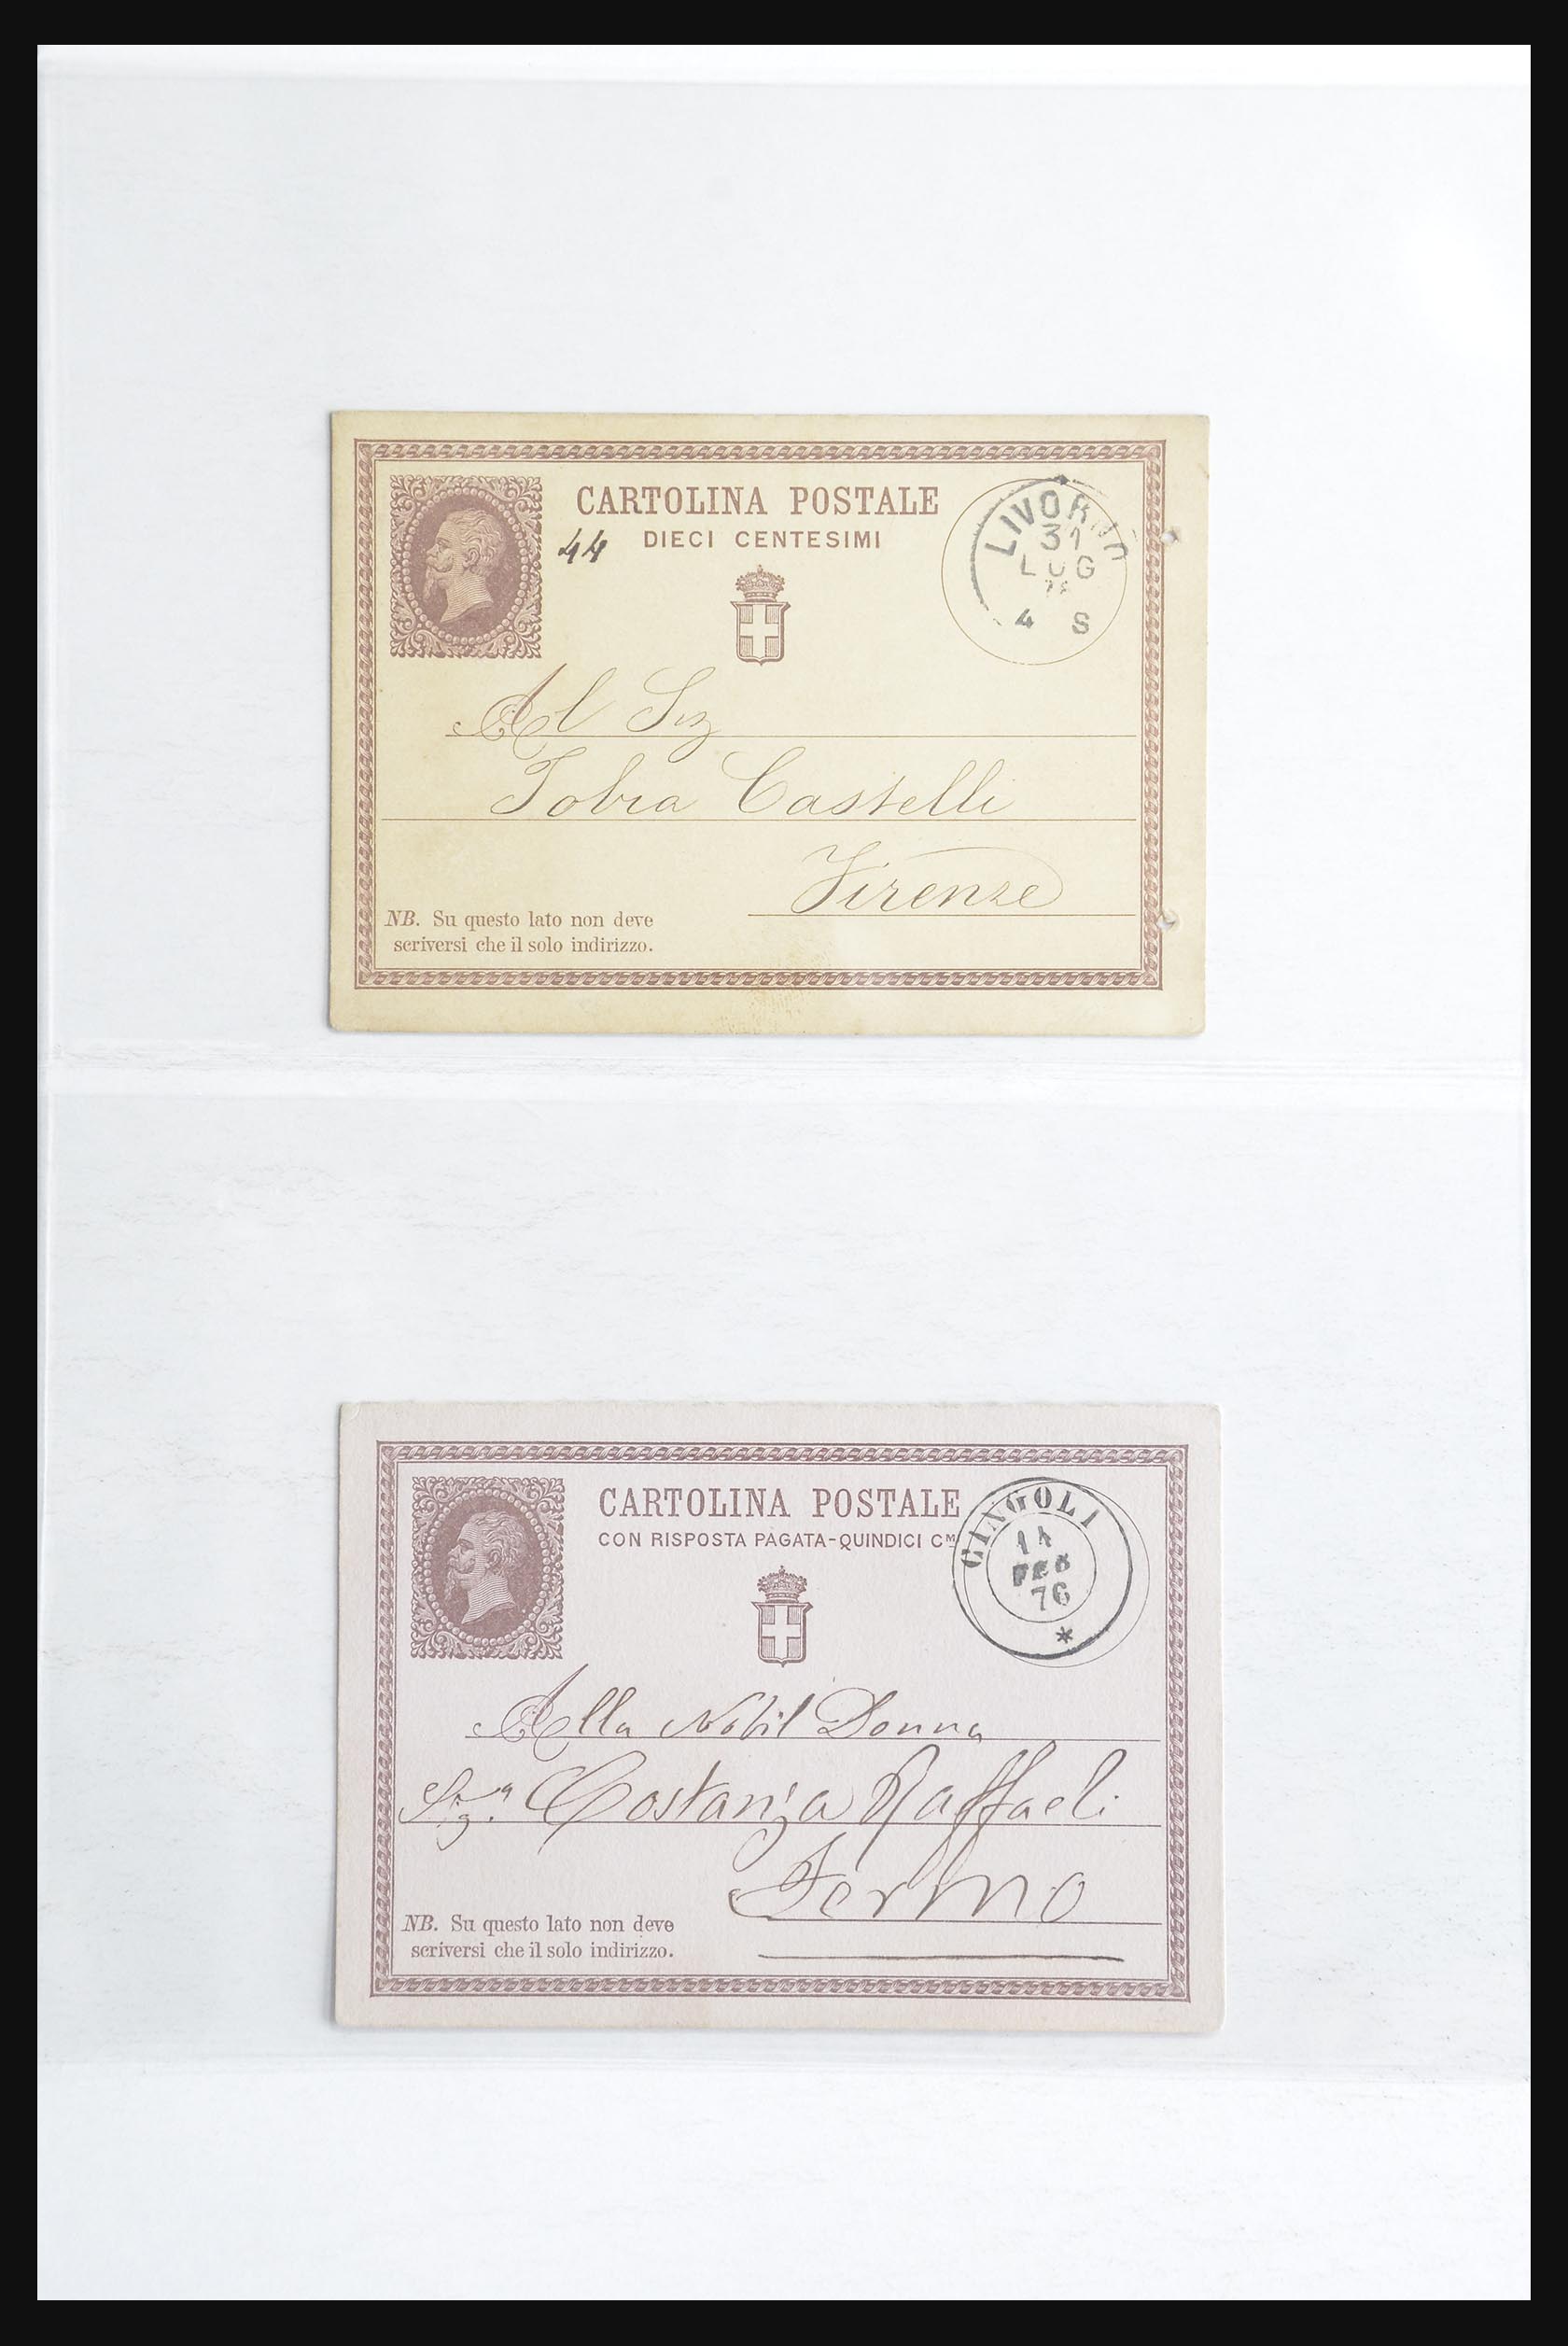 CARTOLINA POSTALE
DIECI CENTESIMI
44
LIVORNO
31
LUG
4 S
Al Sig
Tobia Castelli
Firenze
NB. Su questo lato non deve
scriversi che il solo indirizzo.
CARTOLINA POSTALE
CON RISPOSTA PAGATA-QUINDICI CMI
CINGOLI
14
FEB
76
*
Alla Nobil Donna
Sig.a Costanza Raffaeli
Fermo
NB. Su questo lato non deve
scriversi che il solo indirizzo.